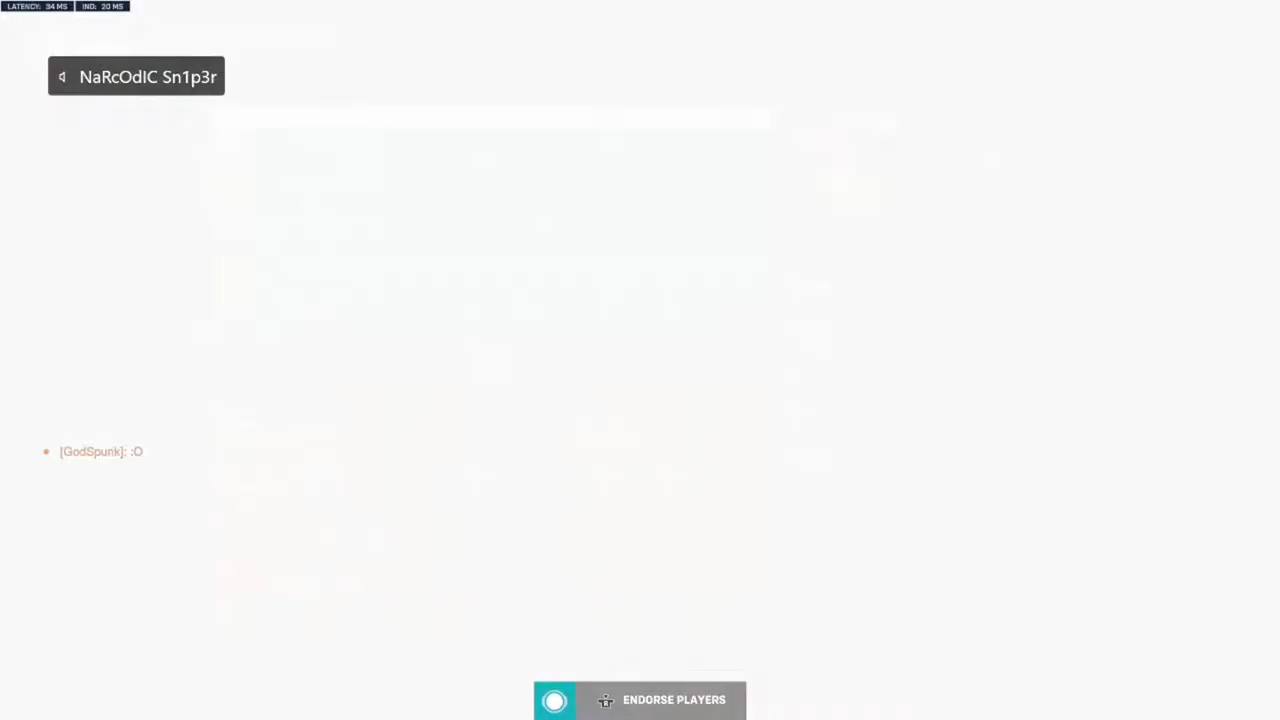 LATENCY: 34 MS IND: 20 MS
NaRcOdIC Sn1p3r
[GodSpunk]: :O
ENDORSE PLAYERS